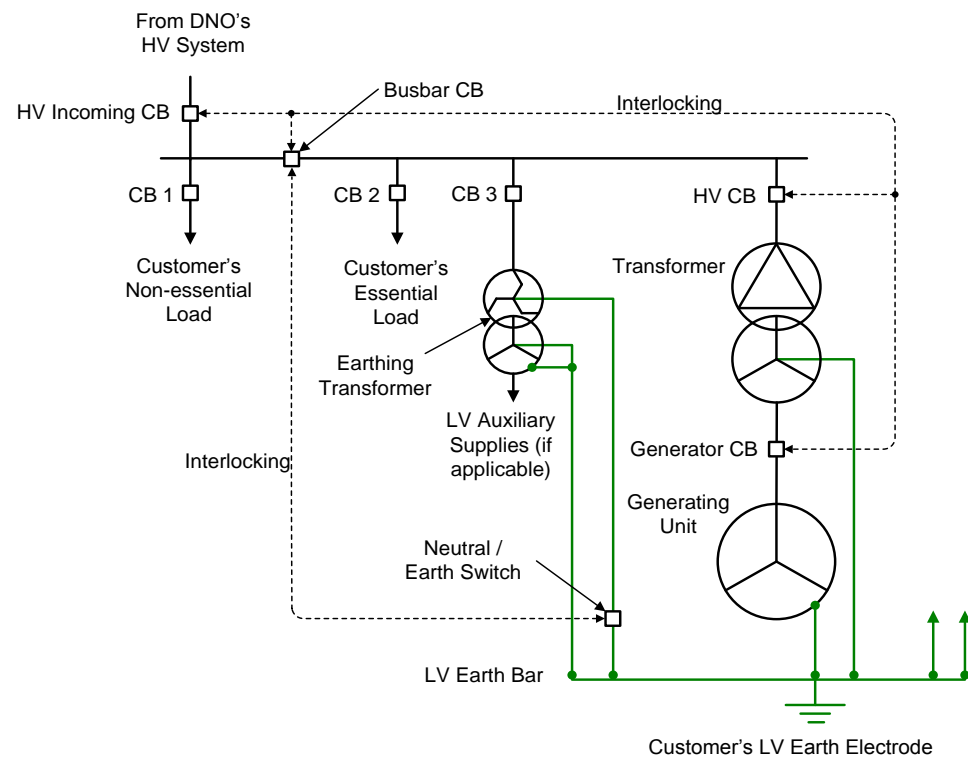 From DNO's
HV System
Busbar CB
HV Incoming CB
Interlocking
CB 1
CB 2
CB 3
HV CB
Customer's
Non-essential
Load
Customer's
Essential
Load
Transformer
Earthing
Transformer
LV Auxiliary
Supplies (if
applicable)
Interlocking
Generator CB
Generating
Unit
Neutral /
Earth Switch
LV Earth Bar
Customer's LV Earth Electrode